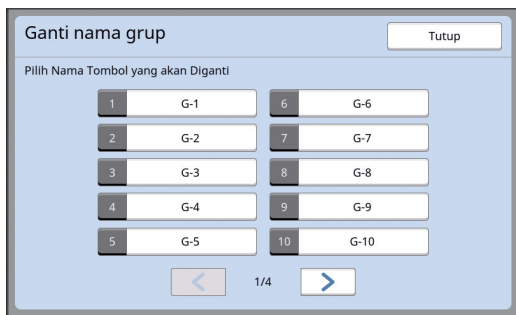 Ganti nama grup
Tutup
Pilih Nama Tombol yang akan Diganti
1 G-1 6 G-6
2 G-2 7 G-7
3 G-3 8 G-8
4 G-4 9 G-9
5 G-5 10 G-10
1/4